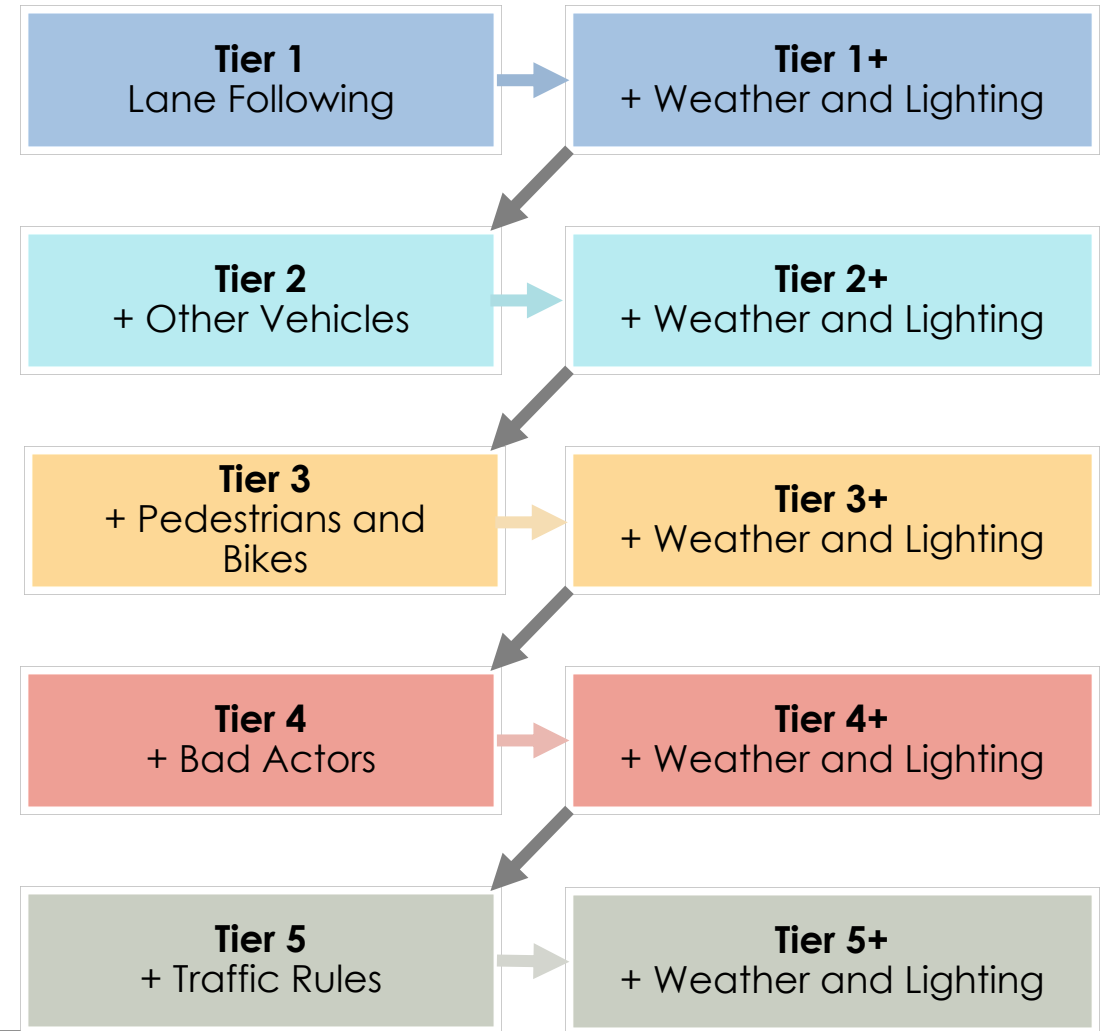 Tier 1
Lane Following
Tier 1+
+ Weather and Lighting
Tier 2
+ Other Vehicles
Tier 2+
+ Weather and Lighting
Tier 3
+ Pedestrians and
Bikes
Tier 3+
+ Weather and Lighting
Tier 4
+ Bad Actors
Tier 4+
+ Weather and Lighting
Tier 5
+ Traffic Rules
Tier 5+
+ Weather and Lighting